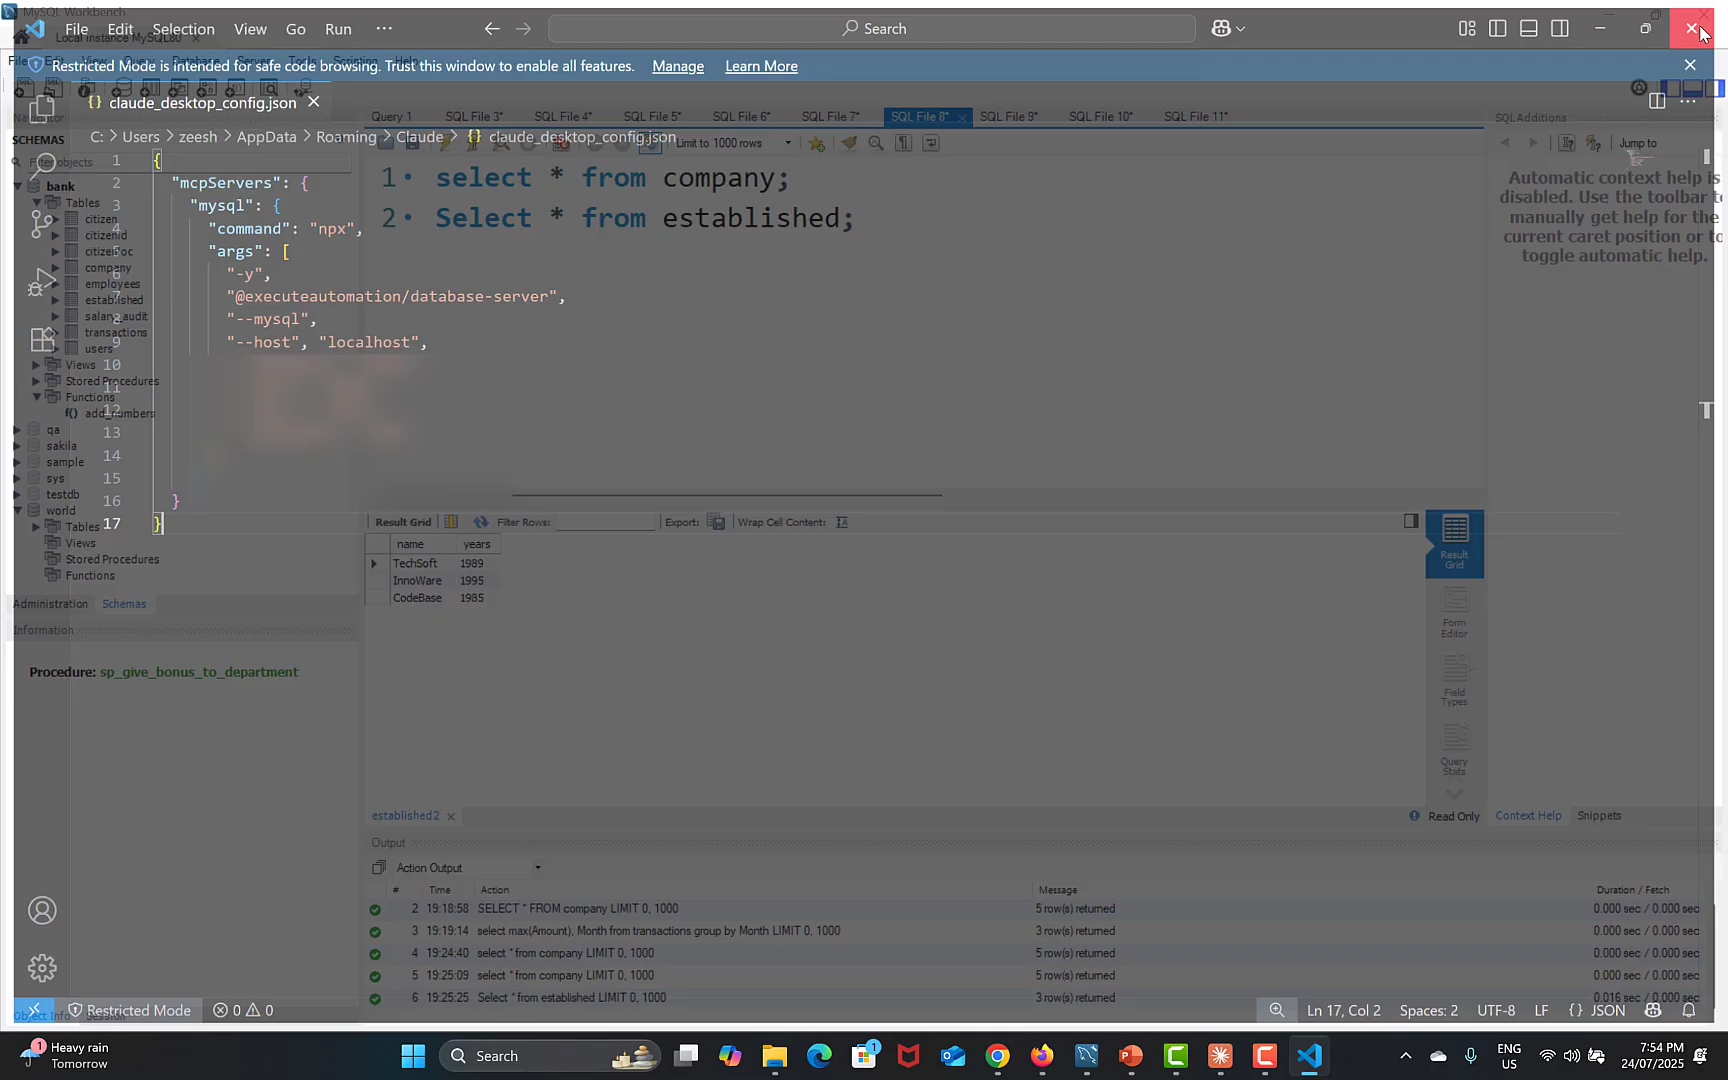 MySQL Workbench
Local instance MySQL80
File Edit Selection View Go Run ···
Search
Restricted Mode is intended for safe code browsing. Trust this window to enable all features. Manage Learn More
claude_desktop_config.json
C: > Users > zeesh > AppData > Roaming > Claude > {} claude_desktop_config.json
Query 1 SQL File 3* SQL File 4* SQL File 5* SQL File 6* SQL File 7* SQL File 8* SQL File 9* SQL File 10* SQL File 11*
SQL Additions
Limit to 1000 rows
Jump to
SCHEMAS
Filter objects
bank
Tables
citizen
citizenid
company
employees
established
salary_audit
transactions
users
Views
Stored Procedures
Functions
f() add_numbers
qa
sakila
sample
sys
testdb
world
Tables
Views
Stored Procedures
Functions
Administration Schemas
Information
Procedure: sp_give_bonus_to_department
1 {
2 "mcpServers": {
3 "mysql": {
4 "command": "npx",
5 "args": [
6 "-y",
7 "@executeautomation/database-server",
8 "--mysql",
9 "--host", "localhost",
10
11
12
13
14
15
16 }
17 }
1 select * from company;
2 Select * from established;
Automatic context help is
disabled. Use the toolbar to
manually get help for the
current caret position or to
toggle automatic help.
Result Grid Filter Rows: Export: Wrap Cell Content:
name years
TechSoft 1989
InnoWare 1995
CodeBase 1985
Result
Grid
Form
Editor
Field
Types
Query
Stats
established2
Read Only Context Help Snippets
Output
Action Output
# Time Action Message Duration / Fetch
2 19:18:58 SELECT * FROM company LIMIT 0, 1000 5 row(s) returned 0.000 sec / 0.000 sec
3 19:19:14 select max(Amount), Month from transactions group by Month LIMIT 0, 1000 3 row(s) returned 0.000 sec / 0.000 sec
4 19:24:40 select * from company LIMIT 0, 1000 5 row(s) returned 0.000 sec / 0.000 sec
5 19:25:09 select * from company LIMIT 0, 1000 5 row(s) returned 0.000 sec / 0.000 sec
6 19:25:25 Select * from established LIMIT 0, 1000 3 row(s) returned 0.016 sec / 0.000 sec
Object Info Session
Restricted Mode 0 0
Ln 17, Col 2 Spaces: 2 UTF-8 LF {} JSON
1 Heavy rain
Tomorrow
Search
1
ENG
US
7:54 PM
24/07/2025